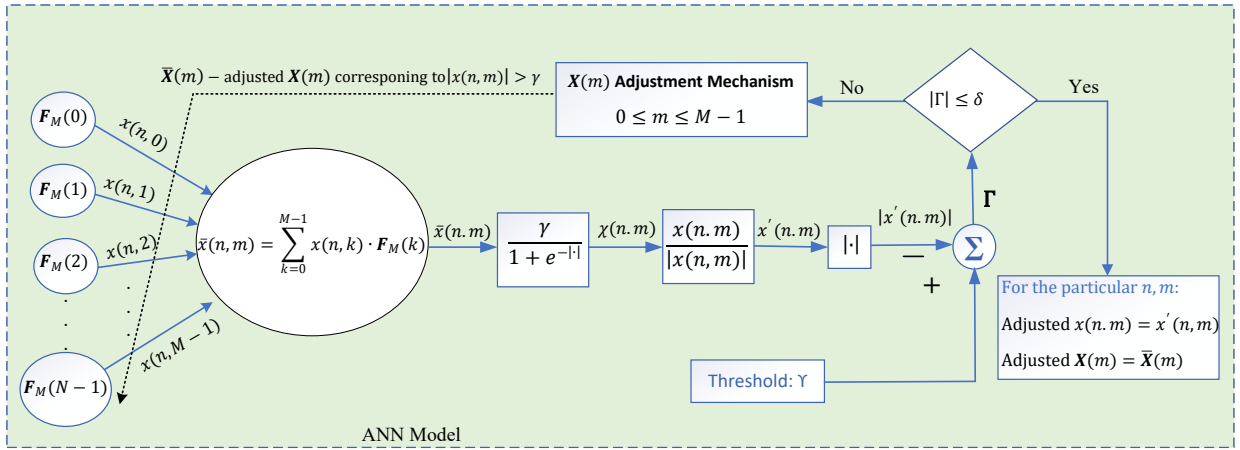 X̅(m) − adjusted X(m) corresponing to|x(n, m)| > γ
X(m) Adjustment Mechanism
0 ≤ m ≤ M − 1
No
|Γ| ≤ δ
Yes
F_M(0)
x(n, 0)
F_M(1)
x(n, 1)
F_M(2)
x(n, 2)
F_M(N − 1)
x(n, M − 1)
x̅(n, m) = ∑_{k=0}^{M−1} x(n, k) · F_M(k)
x̅(n. m)
γ / (1 + e^{−|·|})
χ(n. m)
x(n. m) / |x(n, m)|
x′(n. m)
|·|
|x′(n. m)|
−
+
Σ
Γ
Threshold: ϒ
For the particular n, m:
Adjusted x(n. m) = x′(n, m)
Adjusted X(m) = X̅(m)
ANN Model